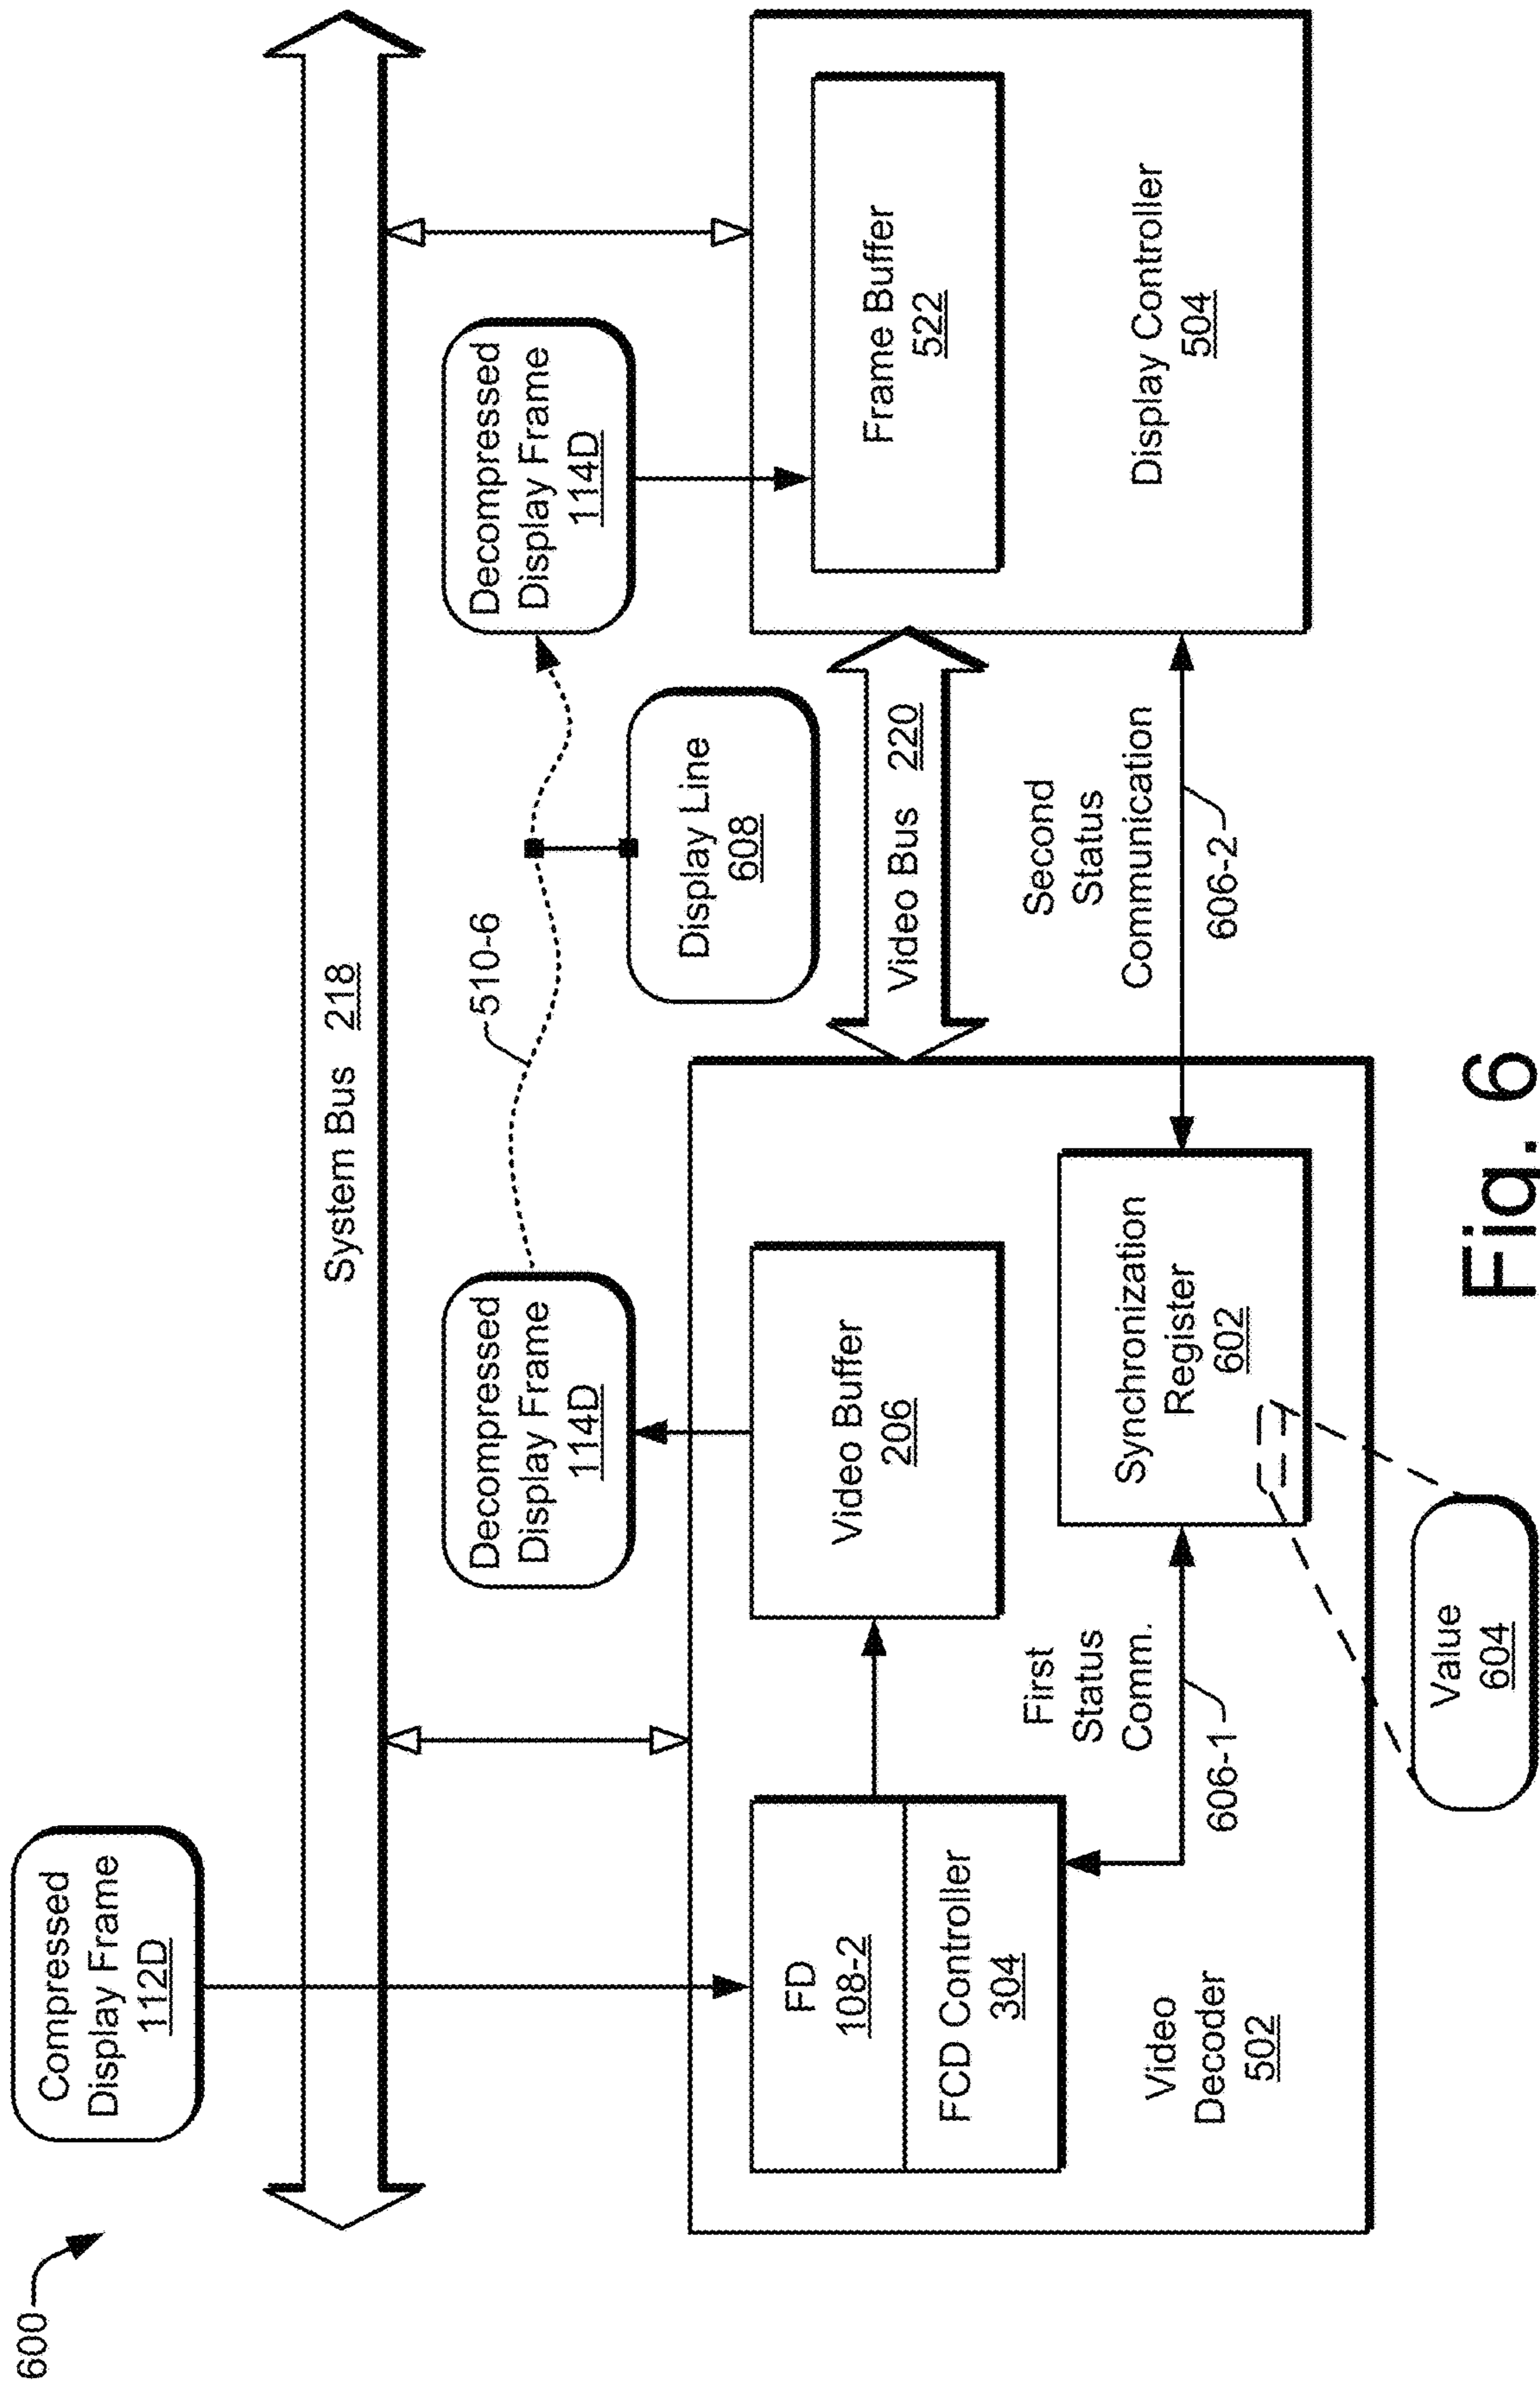 600
Compressed
Display Frame
112D
System Bus 218
Decompressed
Display Frame
114D
510-6
Decompressed
Display Frame
114D
Display Line
608
FD
108-2
FCD Controller
304
Video Buffer
206
Video Bus 220
Frame Buffer
522
First
Status
Comm.
606-1
Synchronization
Register
602
Second
Status
Communication
606-2
Display Controller
504
Video
Decoder
502
Value
604
Fig. 6